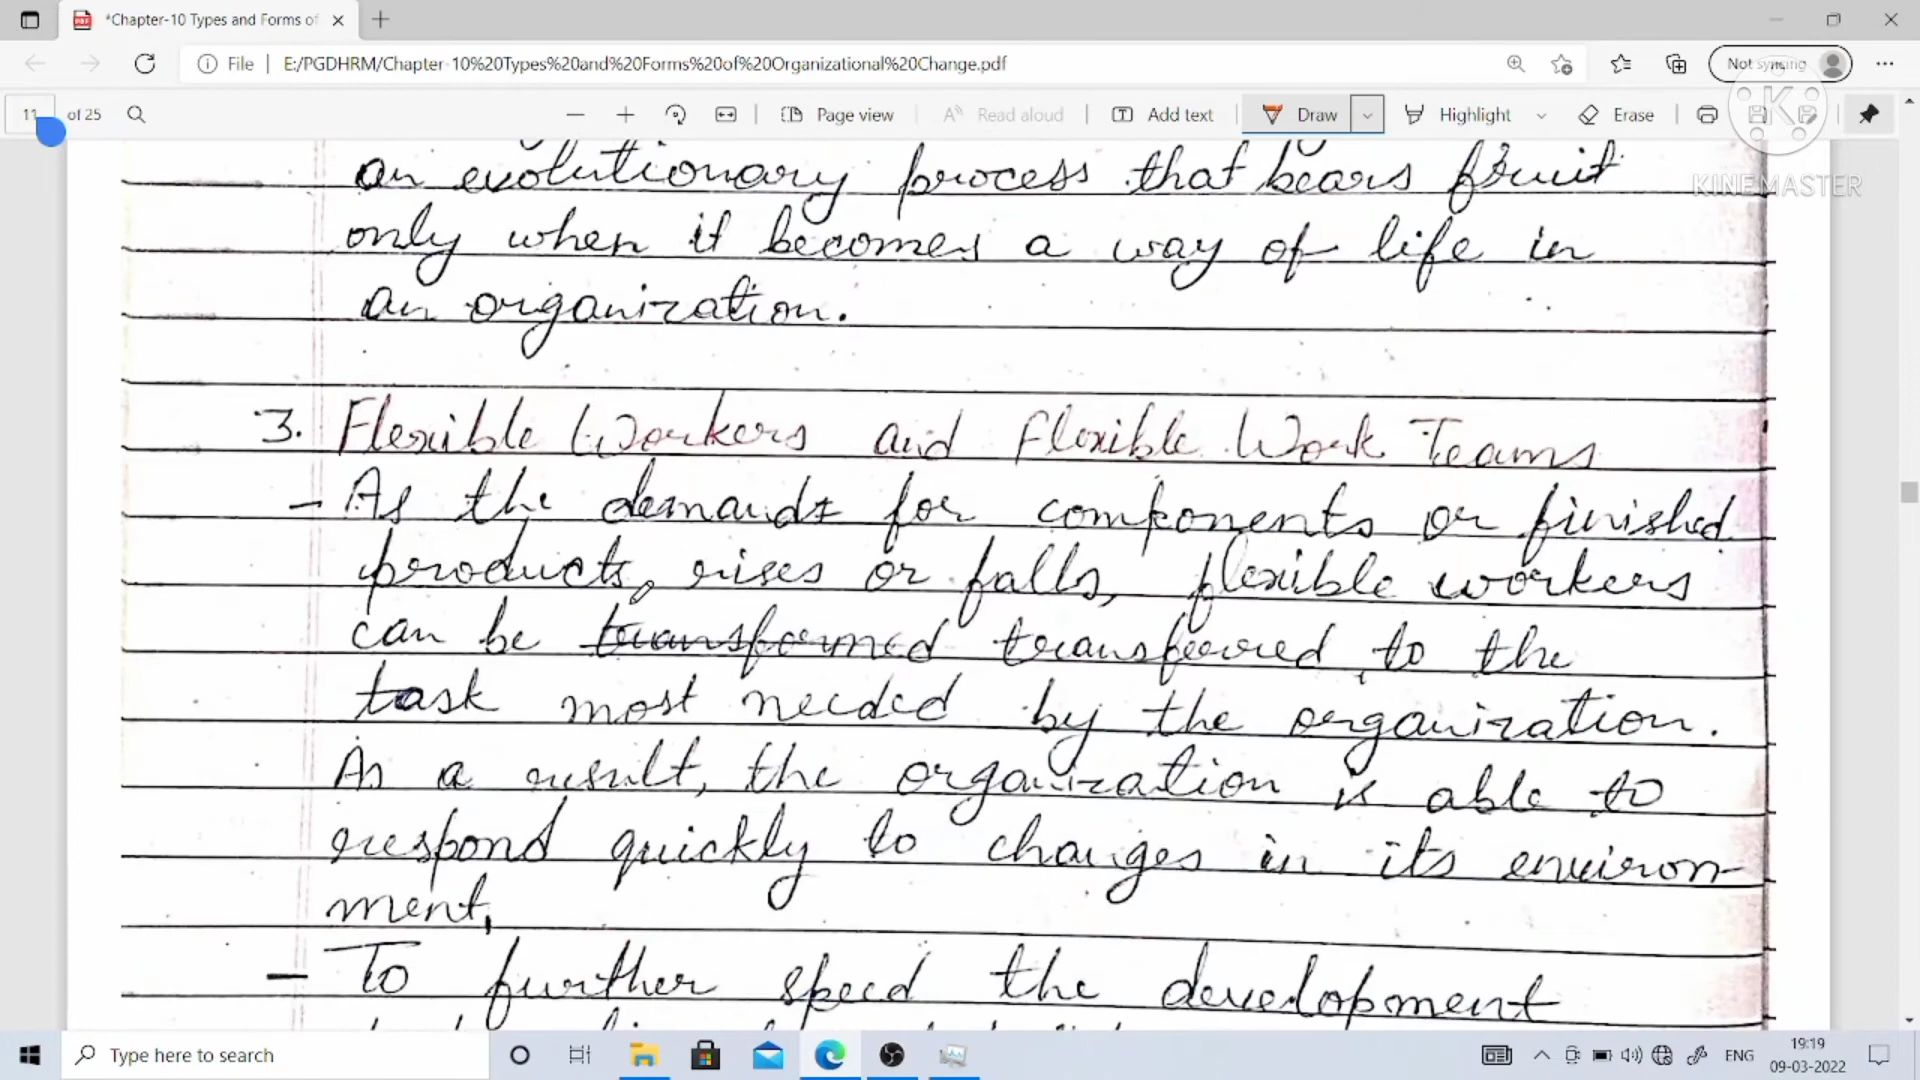 *Chapter-10 Types and Forms of
File
E:/PGDHRM/Chapter-10%20Types%20and%20Forms%20of%20Organizational%20Change.pdf
Not syncing
11 of 25
Page view
Read aloud
Add text
Draw
Highlight
Erase
KINEMASTER
an evolutionary process that bears fruit
only when it becomes a way of life in
an organization.
3. Flexible Workers and Flexible Work Teams
- As the demands for components or finished
products, rises or falls, flexible workers
can be transformed transferred to the
task most needed by the organization.
As a result, the organization is able to
respond quickly to changes in its environ-
ment,
- To further speed the development
Type here to search
ENG
19:19
09-03-2022